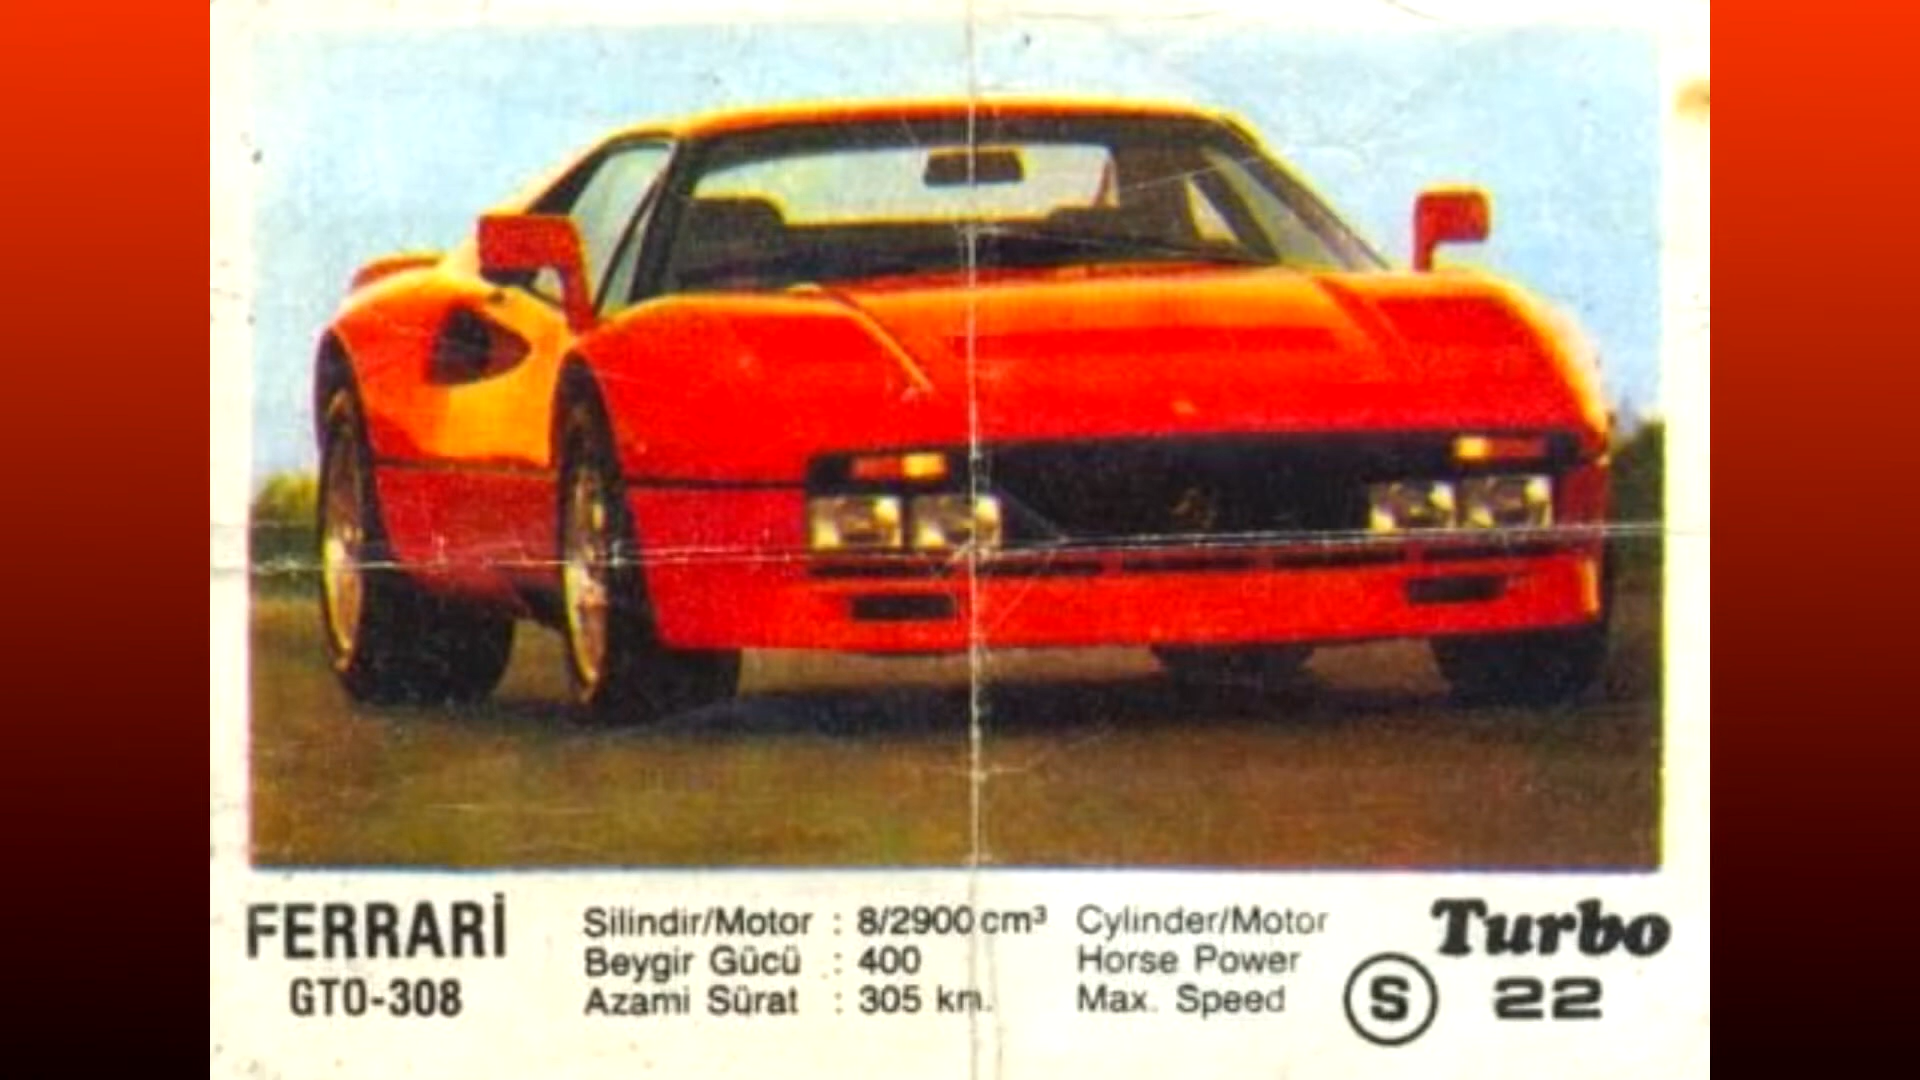 FERRARİ
GTO-308
Silindir/Motor : 8/2900 cm³ Cylinder/Motor
Beygir Gücü : 400 Horse Power
Azami Sürat : 305 km. Max. Speed
Turbo
S 22